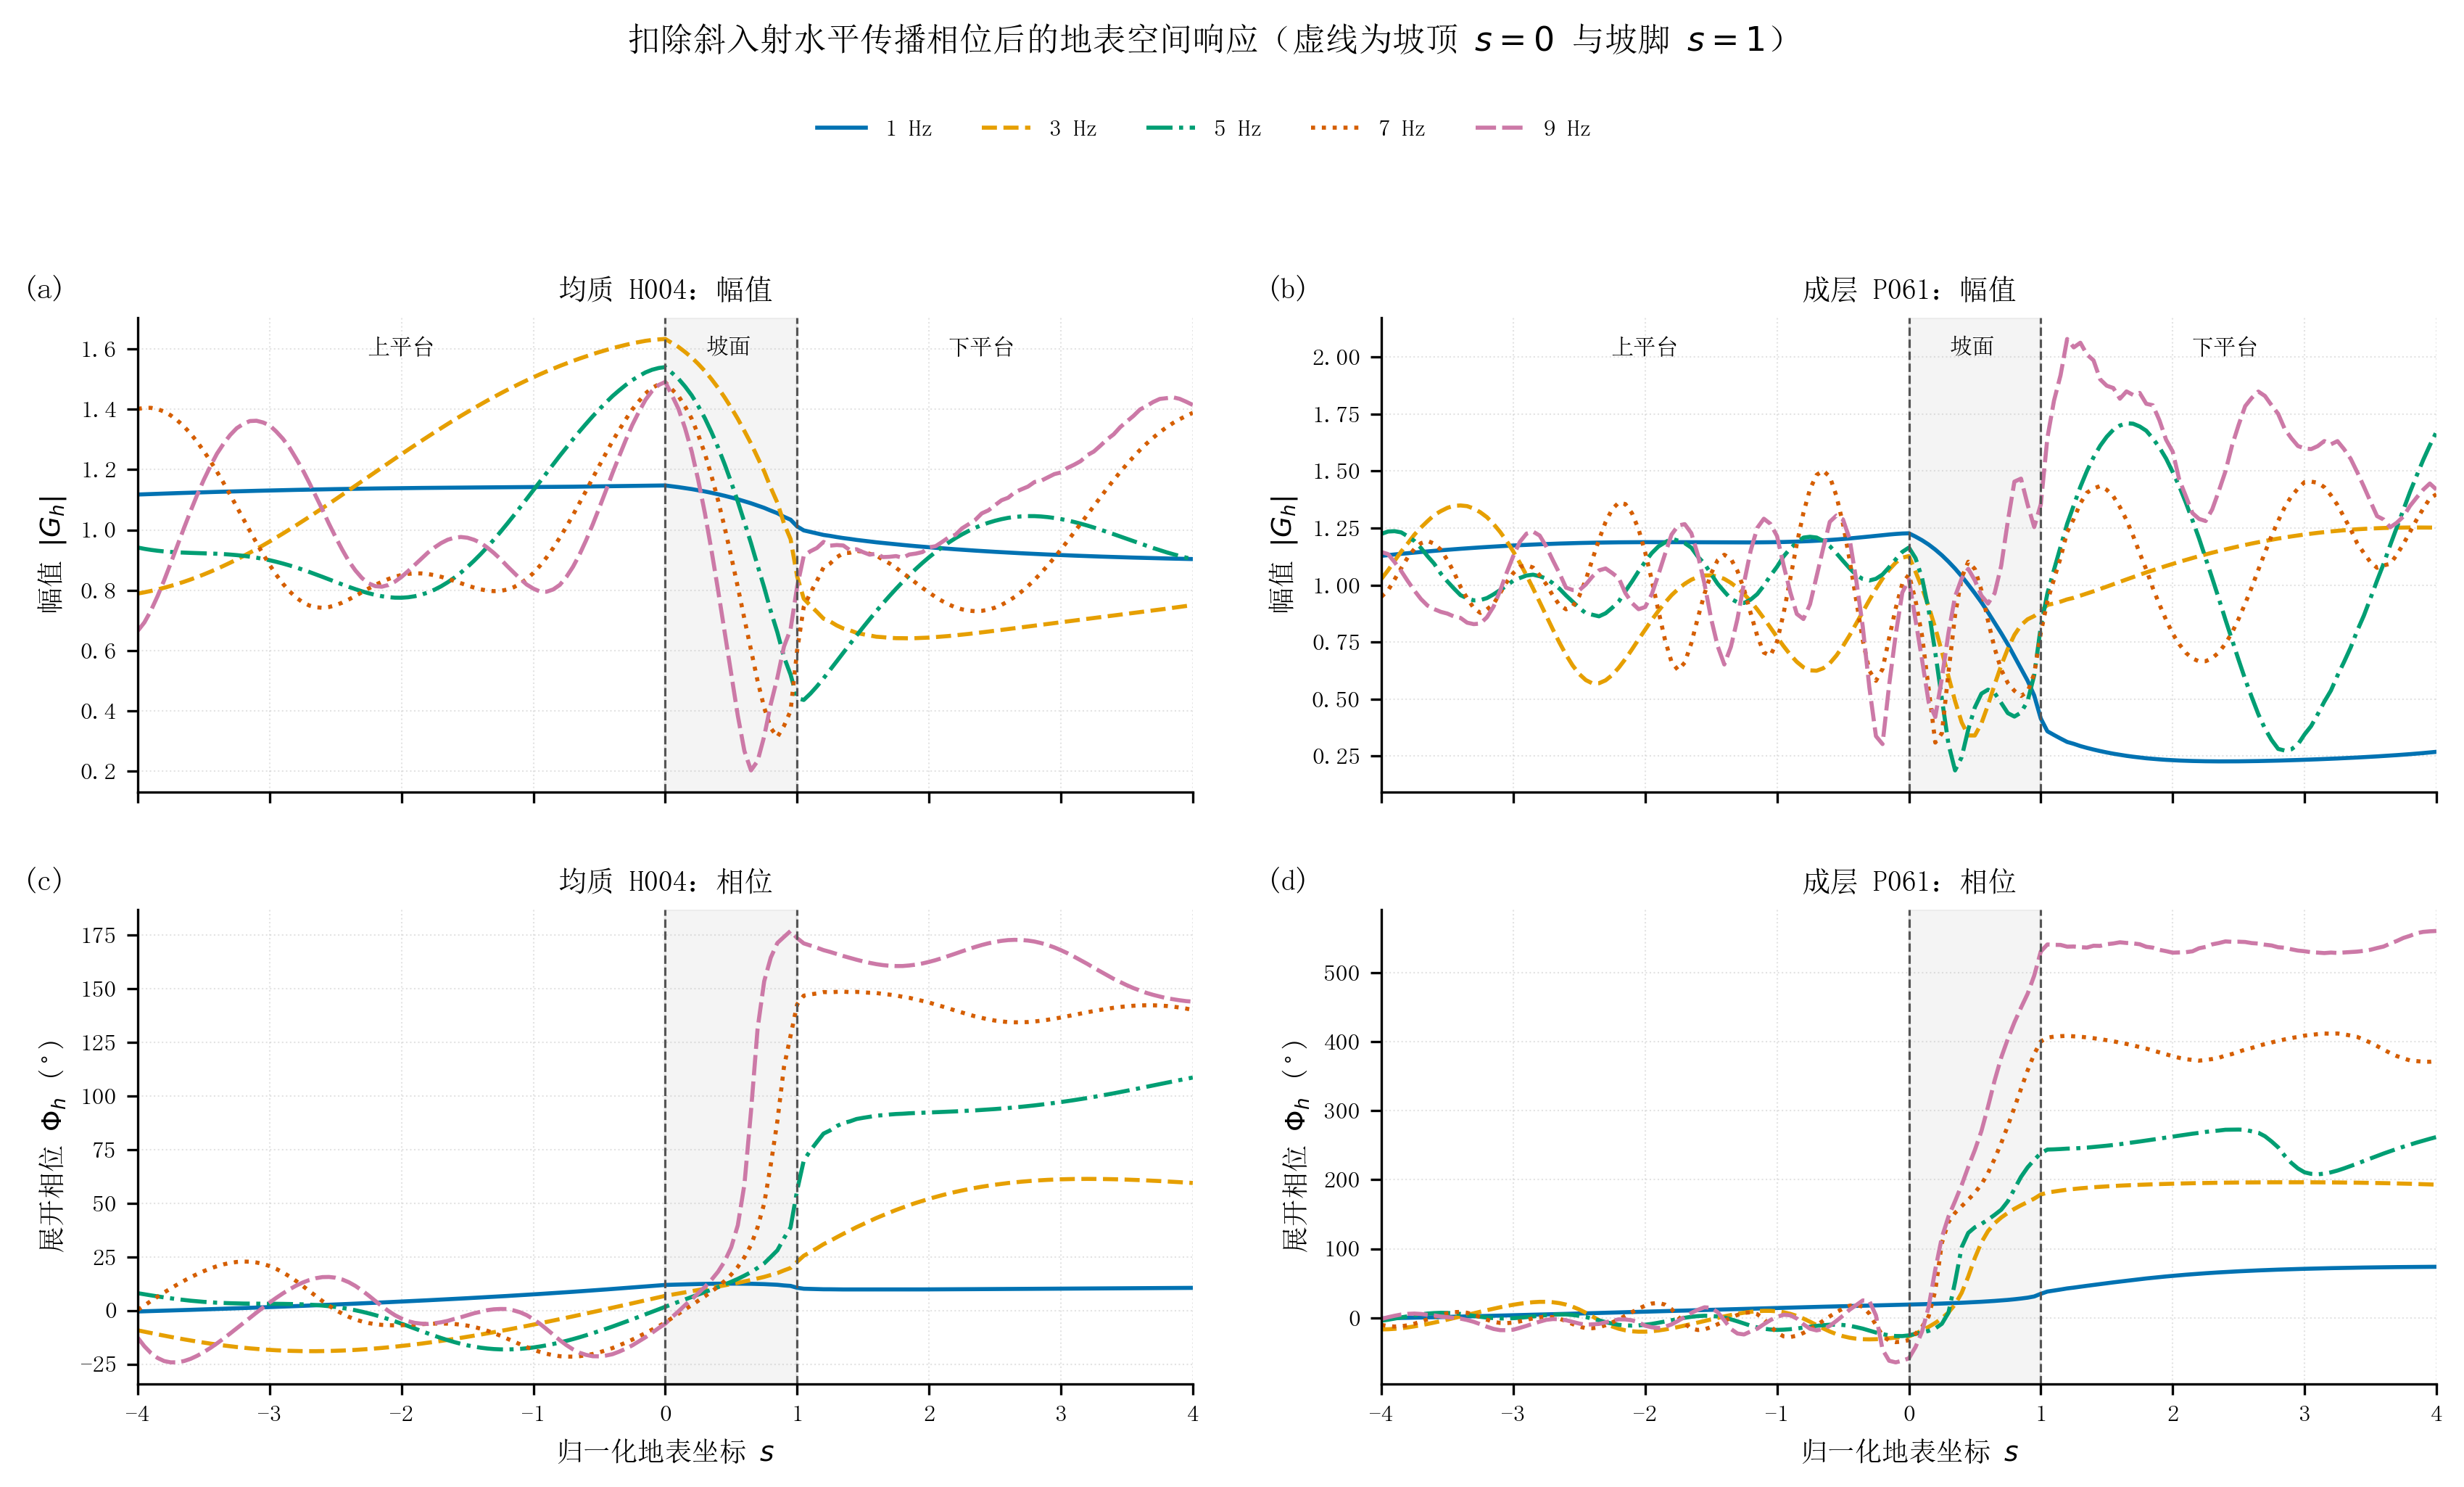 扣除斜入射水平传播相位后的地表空间响应（虚线为坡顶 s=0 与坡脚 s=1）
1 Hz 3 Hz 5 Hz 7 Hz 9 Hz
(a)
均质 H004：幅值
上平台 坡面 下平台
幅值 |G_h|
1.6
1.4
1.2
1.0
0.8
0.6
0.4
0.2
(b)
成层 P061：幅值
上平台 坡面 下平台
幅值 |G_h|
2.00
1.75
1.50
1.25
1.00
0.75
0.50
0.25
(c)
均质 H004：相位
展开相位 Φ_h (°)
175
150
125
100
75
50
25
0
−25
−4 −3 −2 −1 0 1 2 3 4
归一化地表坐标 s
(d)
成层 P061：相位
展开相位 Φ_h (°)
500
400
300
200
100
0
−4 −3 −2 −1 0 1 2 3 4
归一化地表坐标 s